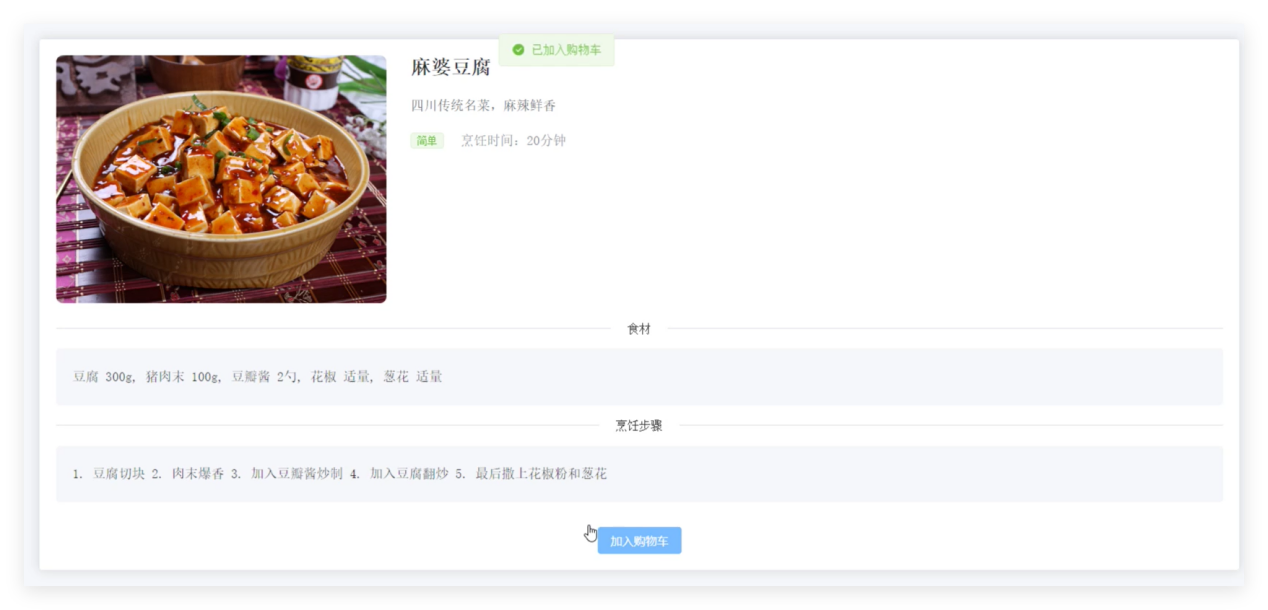 已加入购物车
麻婆豆腐
四川传统名菜，麻辣鲜香
简单 烹饪时间：20分钟
食材
豆腐 300g, 猪肉末 100g, 豆瓣酱 2勺, 花椒 适量, 葱花 适量
烹饪步骤
1. 豆腐切块 2. 肉末爆香 3. 加入豆瓣酱炒制 4. 加入豆腐翻炒 5. 最后撒上花椒粉和葱花
加入购物车